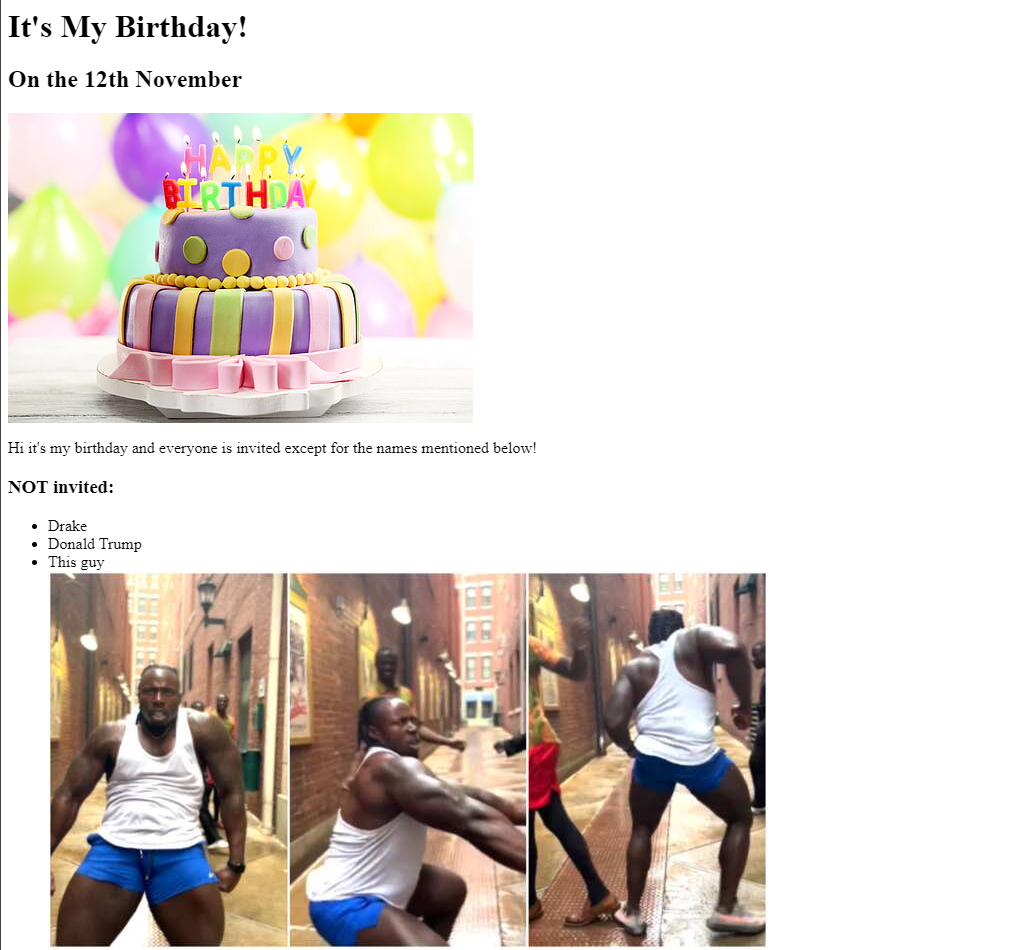 It's My Birthday!
On the 12th November
HAPPY
BIRTHDAY
Hi it's my birthday and everyone is invited except for the names mentioned below!
NOT invited:
Drake
Donald Trump
This guy